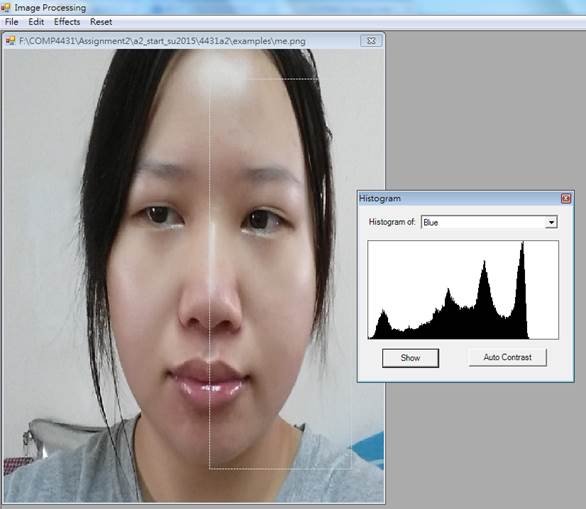 Image Processing
File Edit Effects Reset
F:\COMP4431\Assignment2\a2_start_su2015\4431a2\examples\me.png
Histogram
Histogram of: Blue
Show Auto Contrast